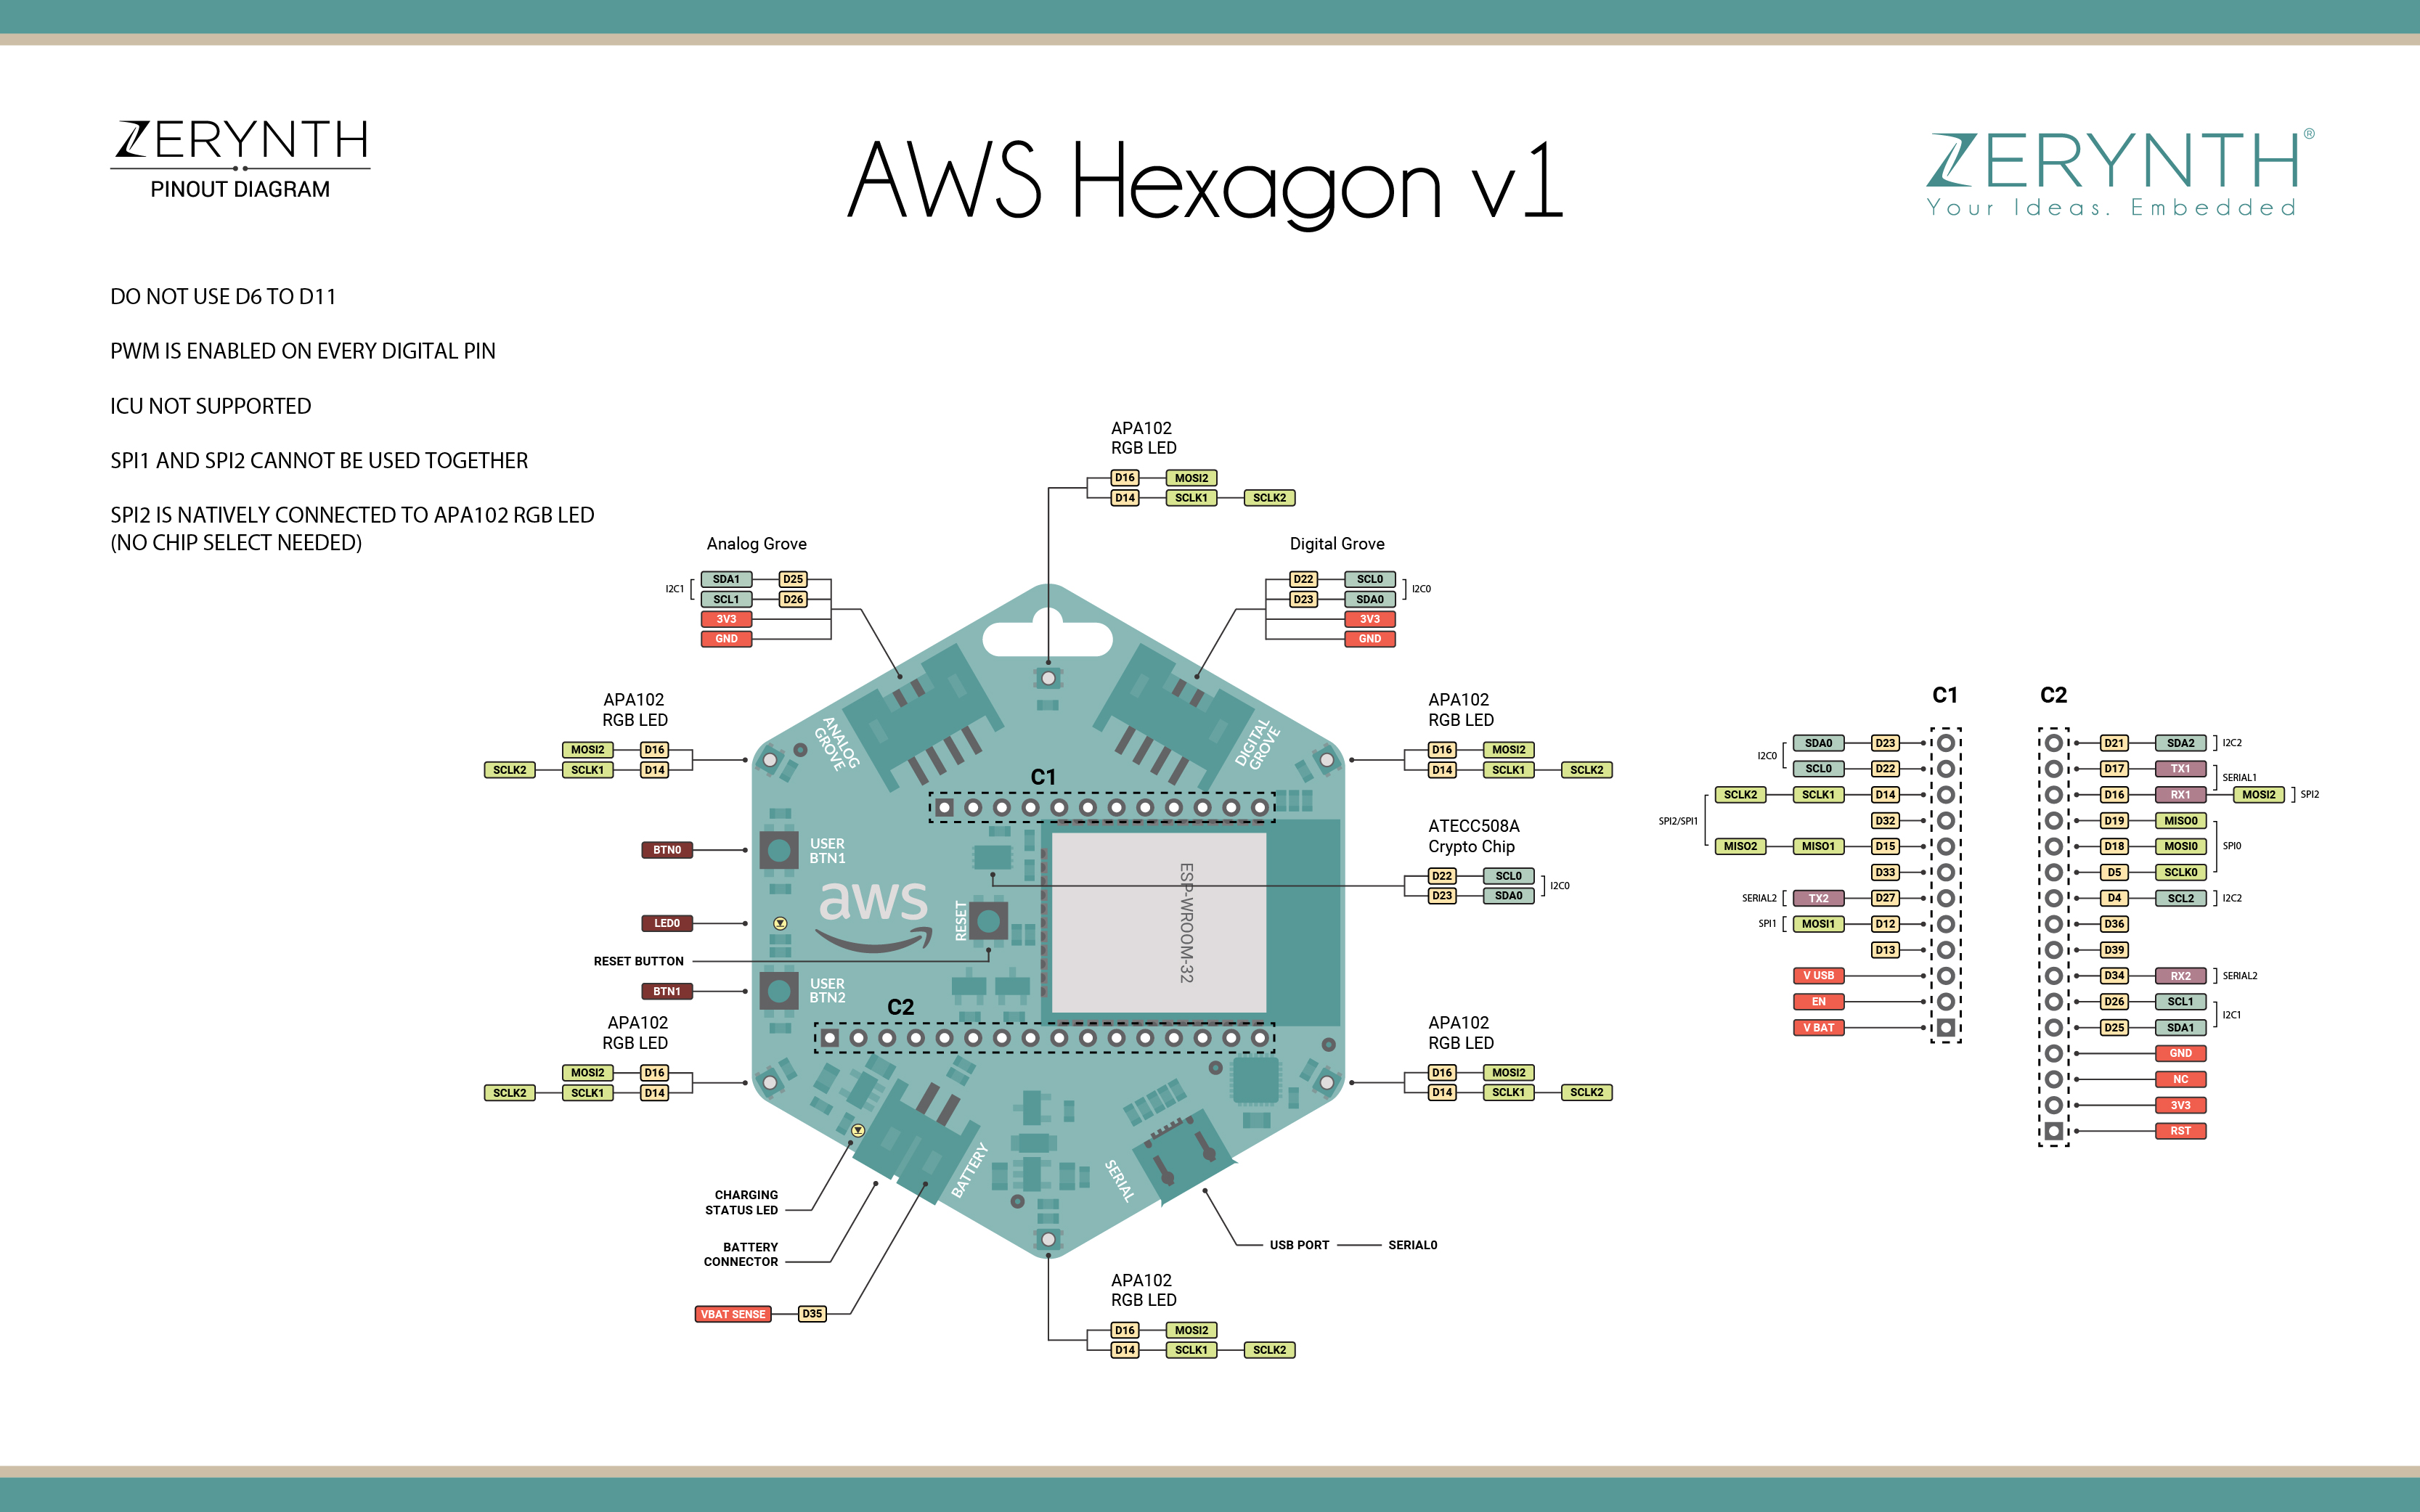 ZERYNTH
PINOUT DIAGRAM
AWS Hexagon v1
ZERYNTH®
Your Ideas. Embedded
DO NOT USE D6 TO D11
PWM IS ENABLED ON EVERY DIGITAL PIN
ICU NOT SUPPORTED
SPI1 AND SPI2 CANNOT BE USED TOGETHER
SPI2 IS NATIVELY CONNECTED TO APA102 RGB LED
(NO CHIP SELECT NEEDED)
APA102
RGB LED
D16 MOSI2
D14 SCLK1 SCLK2
Analog Grove
I2C1
SDA1 D25
SCL1 D26
3V3
GND
Digital Grove
D22 SCL0
D23 SDA0
I2C0
3V3
GND
APA102
RGB LED
MOSI2 D16
SCLK2 SCLK1 D14
APA102
RGB LED
D16 MOSI2
D14 SCLK1 SCLK2
ANALOG
GROVE
DIGITAL
GROVE
C1
BTN0
USER
BTN1
aws
LED0
RESET
RESET BUTTON
BTN1
USER
BTN2
ESP-WROOM-32
ATECC508A
Crypto Chip
D22 SCL0
D23 SDA0
I2C0
C2
APA102
RGB LED
MOSI2 D16
SCLK2 SCLK1 D14
APA102
RGB LED
D16 MOSI2
D14 SCLK1 SCLK2
BATTERY
SERIAL
CHARGING
STATUS LED
BATTERY
CONNECTOR
VBAT SENSE D35
USB PORT SERIAL0
APA102
RGB LED
D16 MOSI2
D14 SCLK1 SCLK2
C1
I2C0
SDA0 D23
SCL0 D22
SPI2/SPI1
SCLK2 SCLK1 D14
D32
MISO2 MISO1 D15
D33
SERIAL2 TX2 D27
SPI1 MOSI1 D12
D13
V USB
EN
V BAT
C2
D21 SDA2 I2C2
D17 TX1
SERIAL1
D16 RX1 MOSI2 SPI2
D19 MISO0
D18 MOSI0 SPI0
D5 SCLK0
D4 SCL2 I2C2
D36
D39
D34 RX2 SERIAL2
D26 SCL1
I2C1
D25 SDA1
GND
NC
3V3
RST